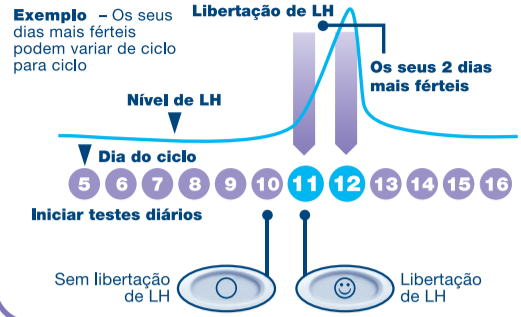 Exemplo – Os seus
dias mais férteis
podem variar de ciclo
para ciclo
Libertação de LH
Os seus 2 dias
mais férteis
Nível de LH
Dia do ciclo
5 6 7 8 9 10 11 12 13 14 15 16
Iniciar testes diários
Sem libertação
de LH
Libertação
de LH